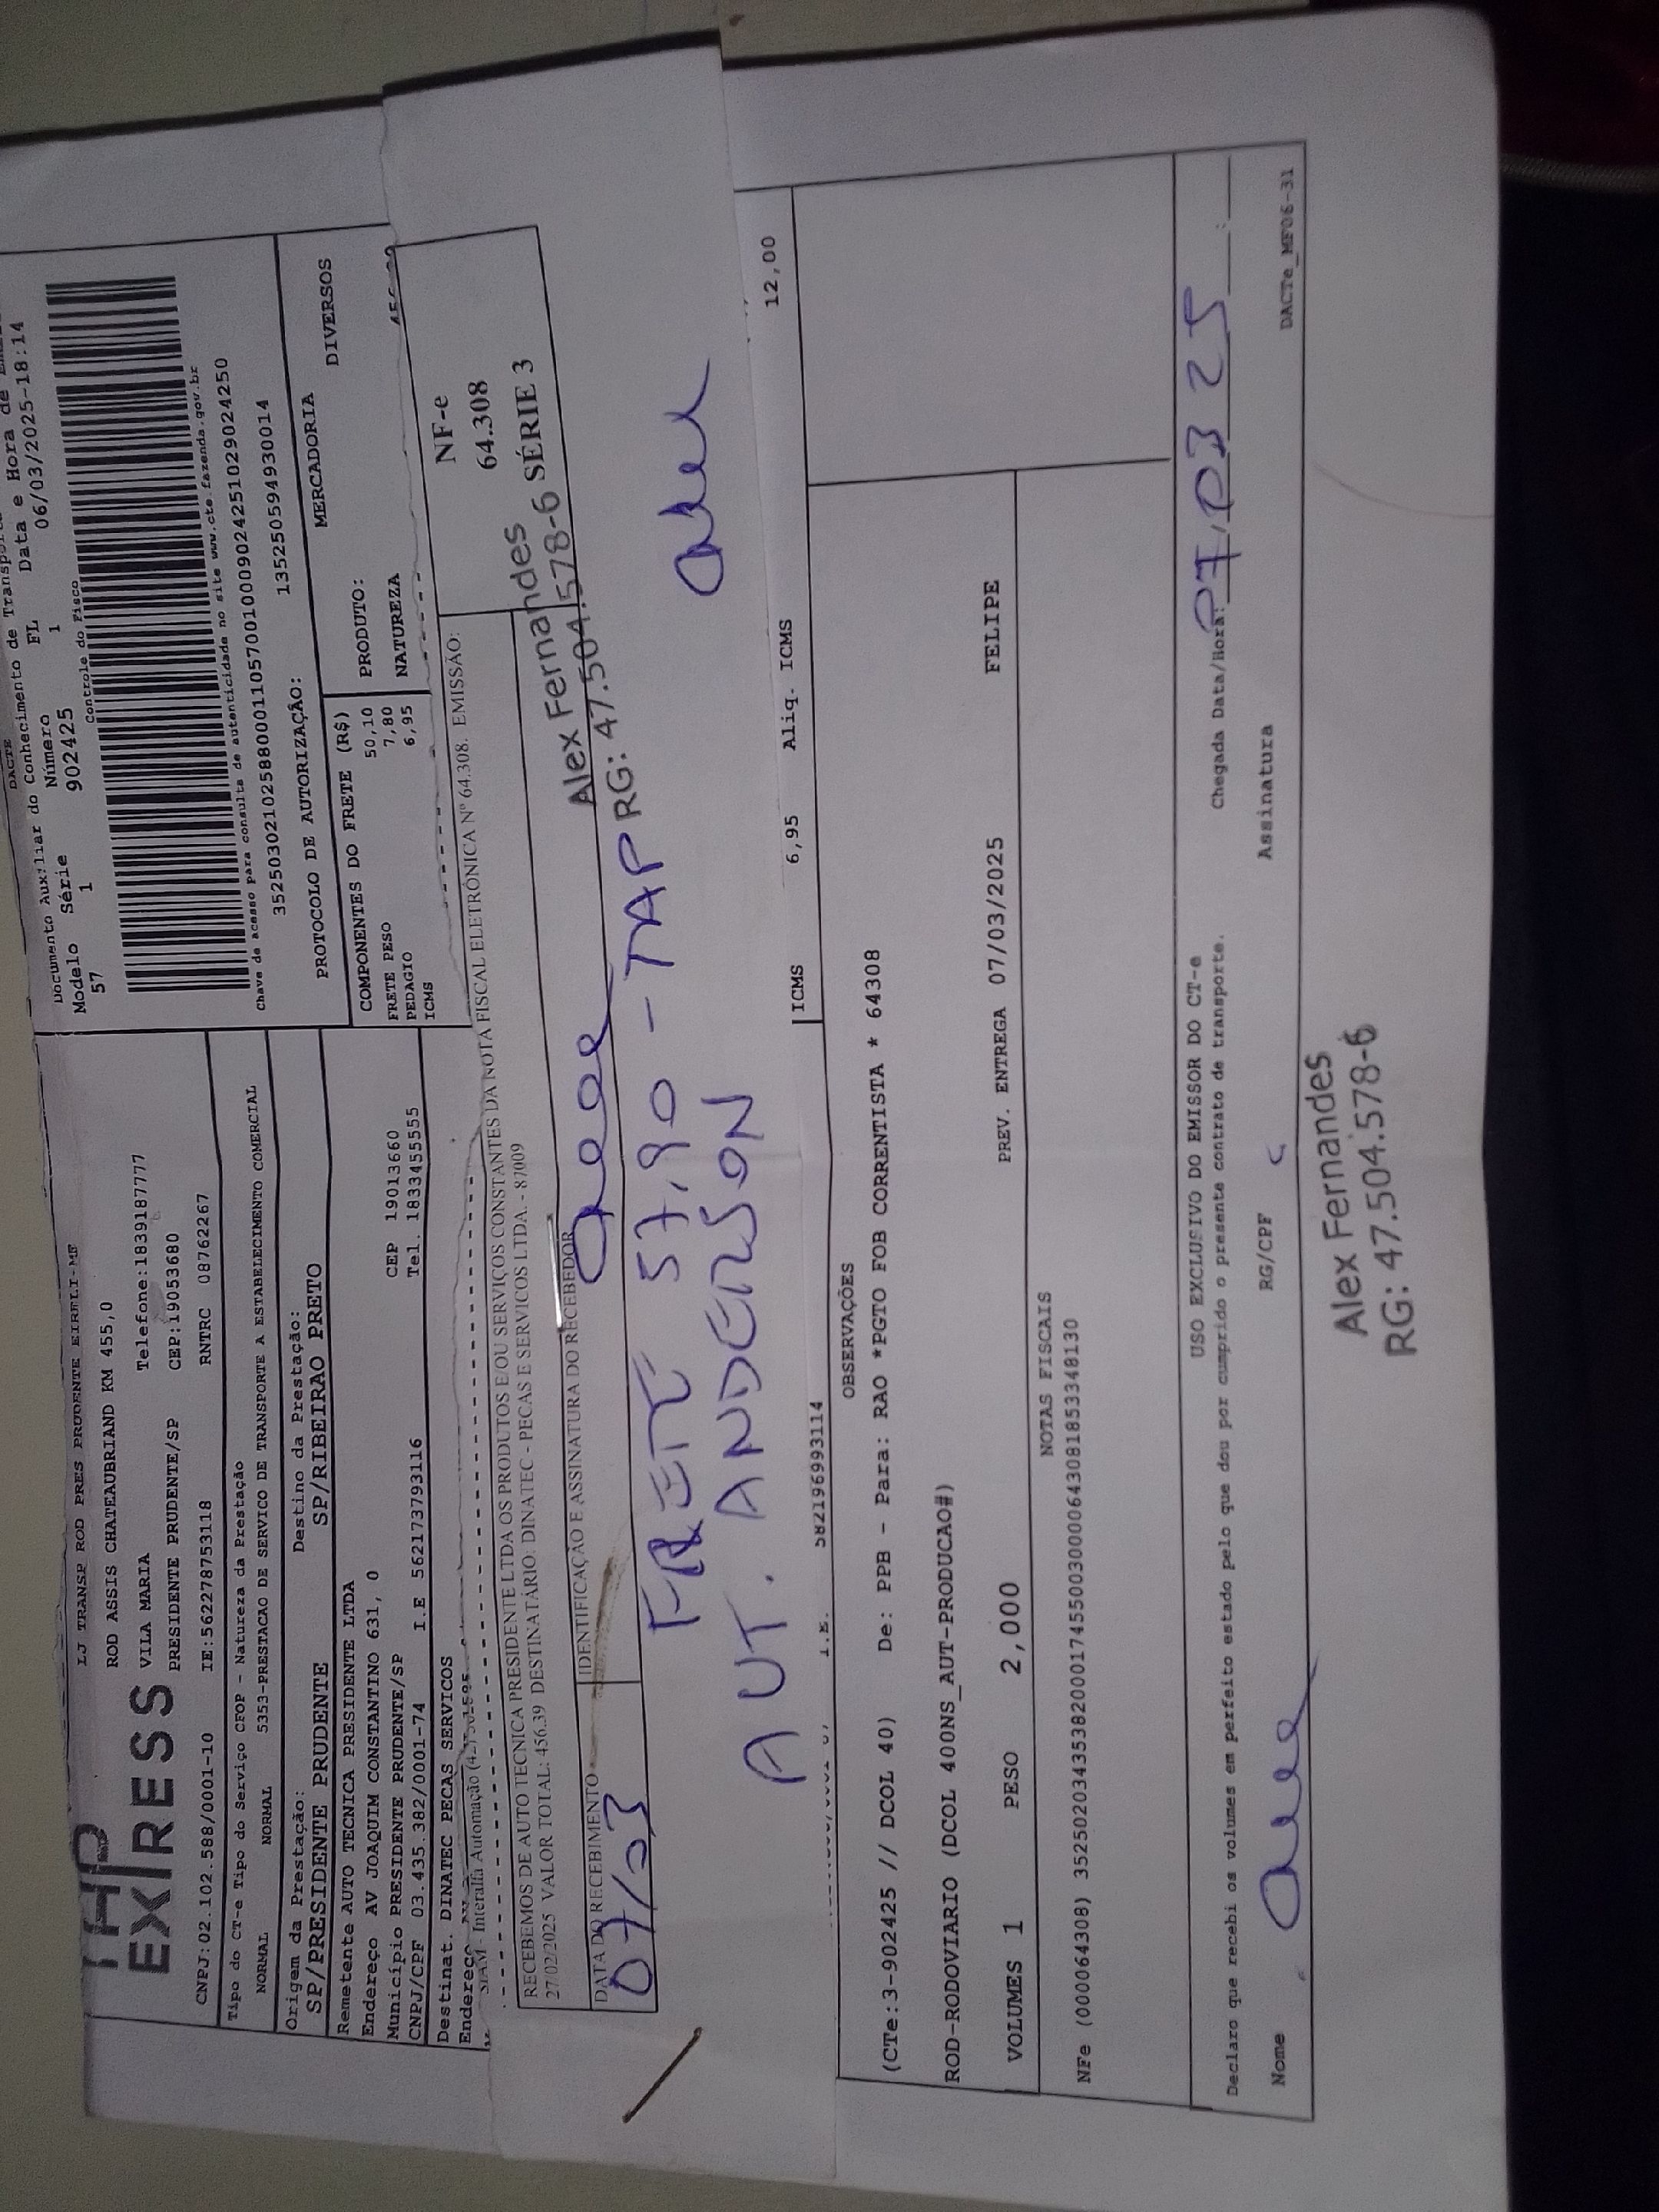 TAP
EXPRESS
LJ TRANSP ROD PRES PRUDENTE EIRELI-MF
ROD ASSIS CHATEAUBRIAND KM 455,0
VILA MARIA Telefone:1839187777
PRESIDENTE PRUDENTE/SP CEP:19053680
CNPJ:02.102.588/0001-10 IE:562278753118 RNTRC 08762267
Tipo do CT-e Tipo do Serviço CFOP - Natureza da Prestação
NORMAL NORMAL 5353-PRESTACAO DE SERVICO DE TRANSPORTE A ESTABELECIMENTO COMERCIAL
Origem da Prestação: Destino da Prestação:
SP/PRESIDENTE PRUDENTE SP/RIBEIRAO PRETO
Remetente AUTO TECNICA PRESIDENTE LTDA
Endereço AV JOAQUIM CONSTANTINO 631, 0
Município PRESIDENTE PRUDENTE/SP CEP 19013660
CNPJ/CPF 03.435.382/0001-74 I.E 562173793116 Tel. 1833455555
Destinat. DINATEC PECAS SERVICOS
Endereço
DACTE
Documento Auxiliar do Conhecimento de Transporte
Modelo Série Número FL Data e Hora de
57 1 902425 1 06/03/2025-18:14
Controle do Fisco
Chave de acesso para consulta de autenticidade no site www.cte.fazenda.gov.br
35250302102588000110570010009024251029024250
PROTOCOLO DE AUTORIZAÇÃO: 135250594930014
COMPONENTES DO FRETE (R$)
FRETE PESO 50,10
PEDAGIO 7,80
ICMS 6,95
MERCADORIA
PRODUTO: DIVERSOS
NATUREZA
SIAM - Interalfa Automação
RECEBEMOS DE AUTO TECNICA PRESIDENTE LTDA OS PRODUTOS E/OU SERVIÇOS CONSTANTES DA NOTA FISCAL ELETRÔNICA Nº 64.308. EMISSÃO:
27/02/2025 VALOR TOTAL: 456.39 DESTINATÁRIO: DINATEC - PECAS E SERVICOS LTDA. - 87009
NF-e
64.308
SÉRIE 3
DATA DO RECEBIMENTO IDENTIFICAÇÃO E ASSINATURA DO RECEBEDOR
07/03
Alex Fernandes
RG: 47.504.578-6
FRETE 57,90 - TAP
AUT. ANDERSON
I.E. 582196993114
ICMS 6,95 Aliq. ICMS 12,00
OBSERVAÇÕES
(CTe:3-902425 // DCOL 40) De: PPB - Para: RAO *PGTO FOB CORRENTISTA * 64308
ROD-RODOVIARIO (DCOL 400NS_AUT-PRODUCAO#)
VOLUMES 1 PESO 2,000 PREV. ENTREGA 07/03/2025 FELIPE
NOTAS FISCAIS
NFe (000064308) 35250203435382000174550030000643081853348130
USO EXCLUSIVO DO EMISSOR DO CT-e
Declaro que recebi os volumes em perfeito estado pelo que dou por cumprido o presente contrato de transporte. Chegada Data/Hora: 07/03 25
Nome RG/CPF Assinatura
DACTe_MF06-31
Alex Fernandes
RG: 47.504.578-6